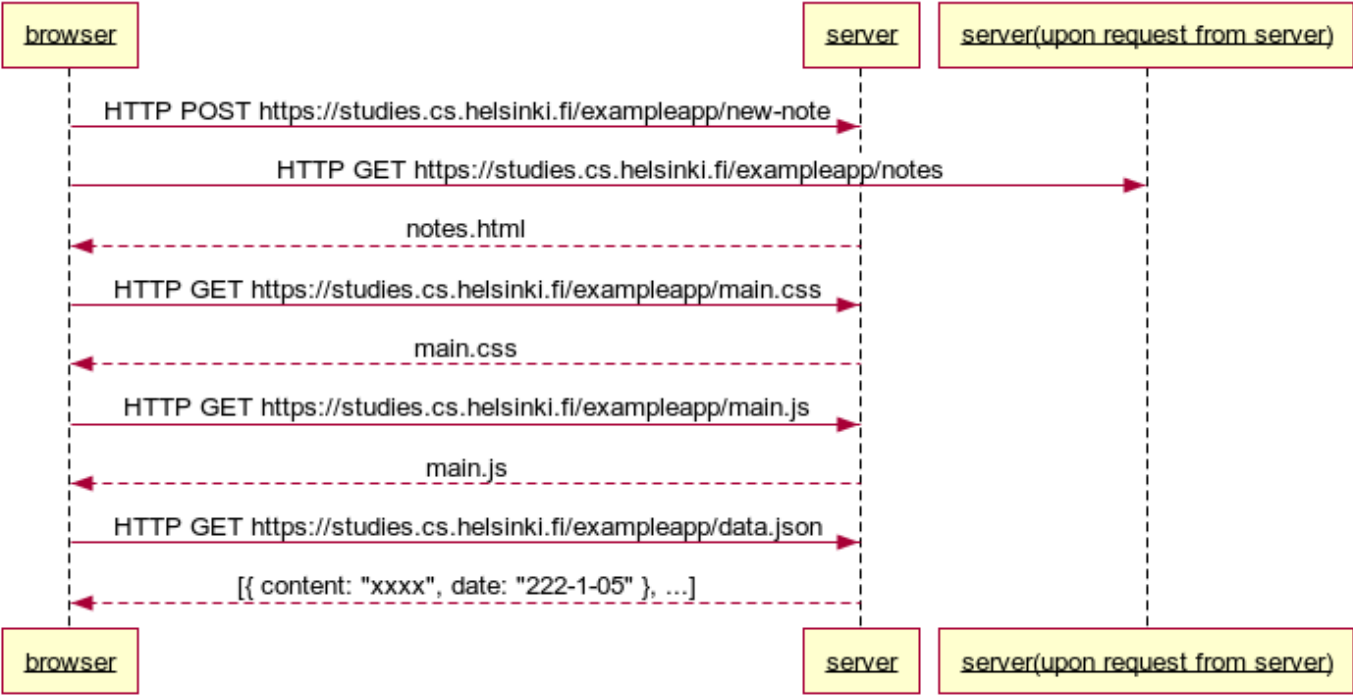 browser
server
server(upon request from server)
HTTP POST https://studies.cs.helsinki.fi/exampleapp/new-note
HTTP GET https://studies.cs.helsinki.fi/exampleapp/notes
notes.html
HTTP GET https://studies.cs.helsinki.fi/exampleapp/main.css
main.css
HTTP GET https://studies.cs.helsinki.fi/exampleapp/main.js
main.js
HTTP GET https://studies.cs.helsinki.fi/exampleapp/data.json
[{ content: "xxxx", date: "222-1-05" }, ...]
browser
server
server(upon request from server)